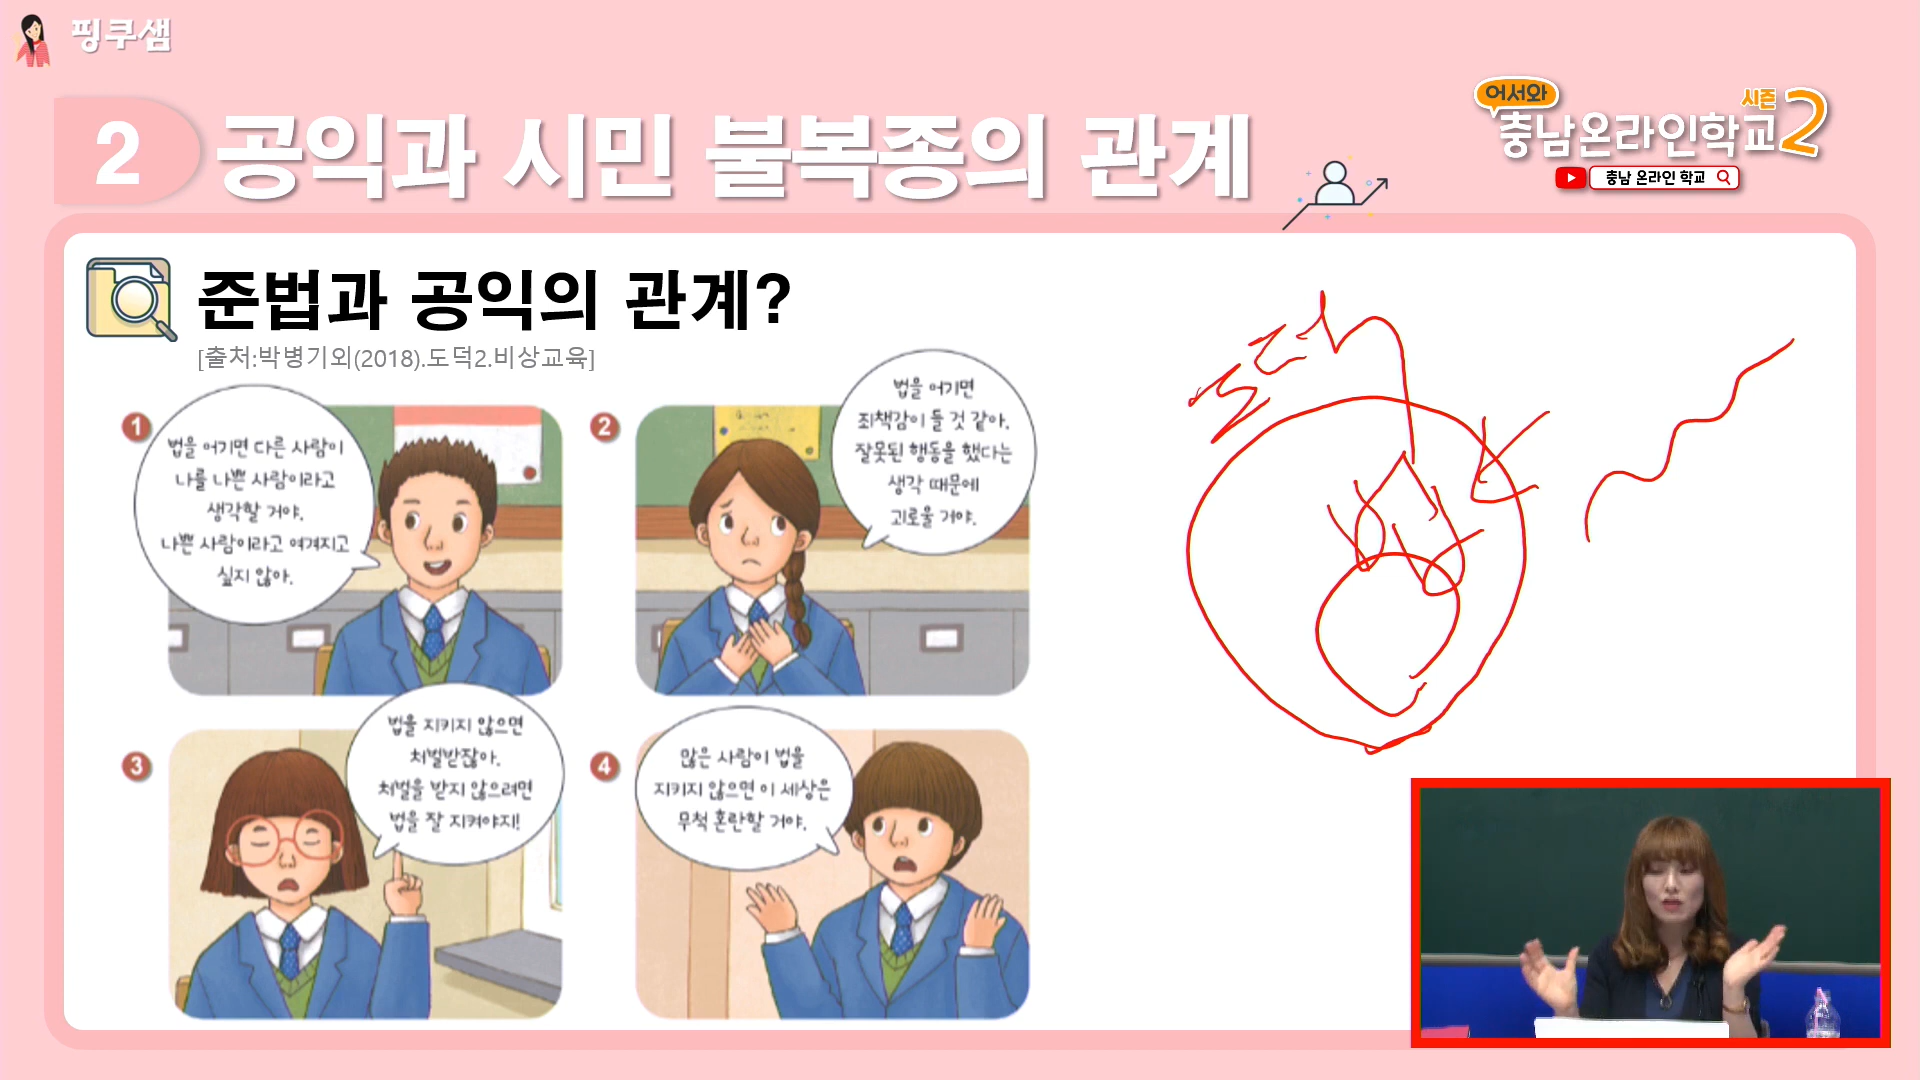 핑쿠샘
어서와
시즌2
충남온라인학교
충남 온라인 학교
2 공익과 시민 불복종의 관계
준법과 공익의 관계?
[출처:박병기외(2018).도덕2.비상교육]
1
법을 어기면 다른 사람이
나를 나쁜 사람이라고
생각할 거야.
나쁜 사람이라고 여겨지고
싶지 않아.
2
법을 어기면
죄책감이 들 것 같아.
잘못된 행동을 했다는
생각 때문에
괴로울 거야.
3
법을 지키지 않으면
처벌받잖아.
처벌을 받지 않으려면
법을 잘 지켜야지!
4
많은 사람이 법을
지키지 않으면 이 세상은
무척 혼란할 거야.